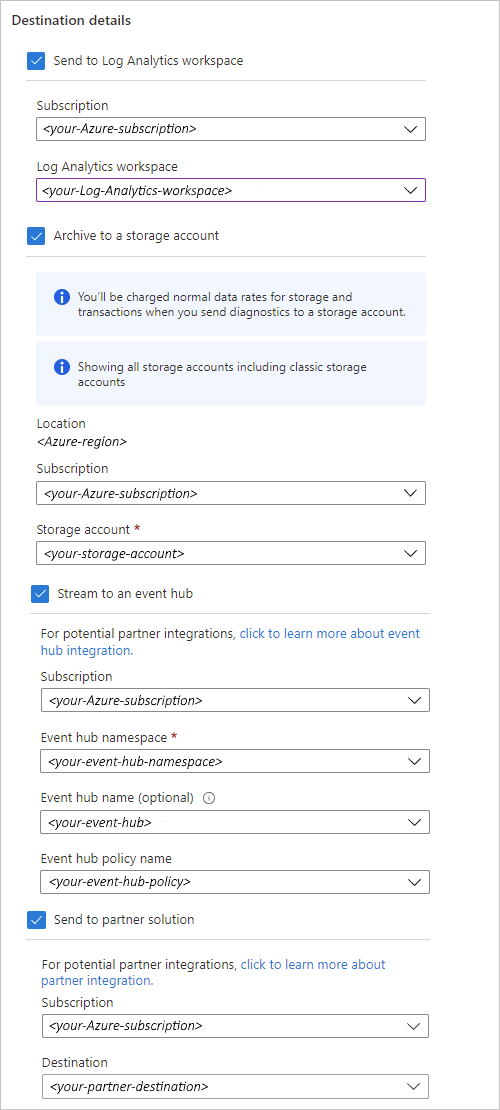 Destination details
Send to Log Analytics workspace
Subscription
<your-Azure-subscription>
Log Analytics workspace
<your-Log-Analytics-workspace>
Archive to a storage account
You'll be charged normal data rates for storage and
transactions when you send diagnostics to a storage account.
Showing all storage accounts including classic storage
accounts
Location
<Azure-region>
Subscription
<your-Azure-subscription>
Storage account *
<your-storage-account>
Stream to an event hub
For potential partner integrations, click to learn more about event
hub integration.
Subscription
<your-Azure-subscription>
Event hub namespace *
<your-event-hub-namespace>
Event hub name (optional)
<your-event-hub>
Event hub policy name
<your-event-hub-policy>
Send to partner solution
For potential partner integrations, click to learn more about
partner integration.
Subscription
<your-Azure-subscription>
Destination
<your-partner-destination>